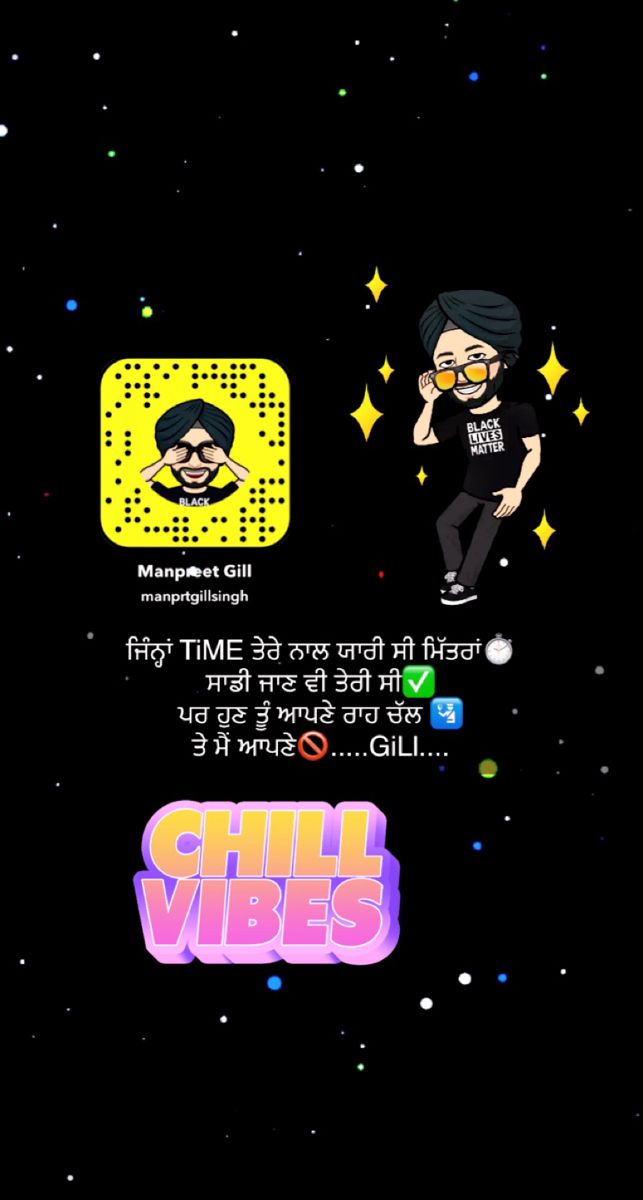 BLACK
LIVES
MATTER
BLACK
Manpreet Gill
manprtgillsingh
ਜਿੰਨ੍ਹਾਂ TiME ਤੇਰੇ ਨਾਲ ਯਾਰੀ ਸੀ ਮਿੱਤਰਾਂ⏱️
ਸਾਡੀ ਜਾਣ ਵੀ ਤੇਰੀ ਸੀ✅
ਪਰ ਹੁਣ ਤੂੰ ਆਪਣੇ ਰਾਹ ਚੱਲ 🛂
ਤੇ ਮੈਂ ਆਪਣੇ🚫.....GiLl....
CHILL
VIBES